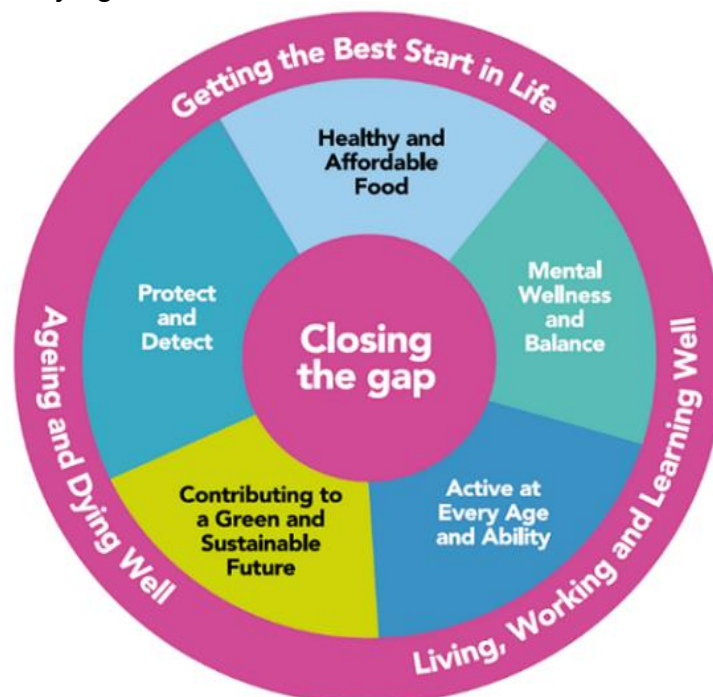 Getting the Best Start in Life
Healthy and
Affordable
Food
Mental
Wellness
and
Balance
Protect
and
Detect
Closing
the gap
Active at
Every Age
and Ability
Contributing to
a Green and
Sustainable
Future
Ageing and Dying Well
Living, Working and Learning Well